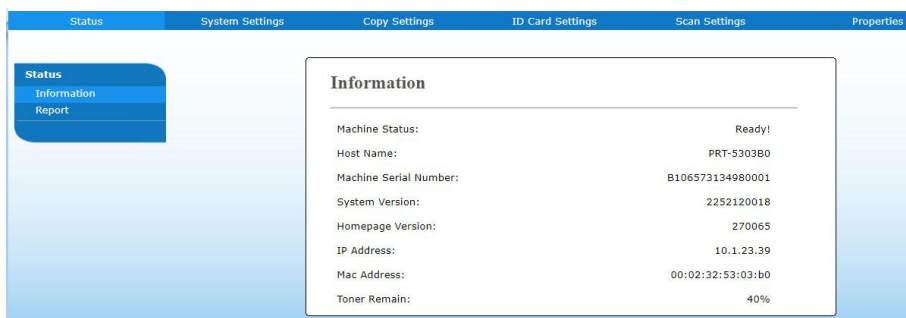 Status System Settings Copy Settings ID Card Settings Scan Settings Properties
Status
Information
Report
Information
Machine Status: Ready!
Host Name: PRT-5303B0
Machine Serial Number: B106573134980001
System Version: 2252120018
Homepage Version: 270065
IP Address: 10.1.23.39
Mac Address: 00:02:32:53:03:b0
Toner Remain: 40%